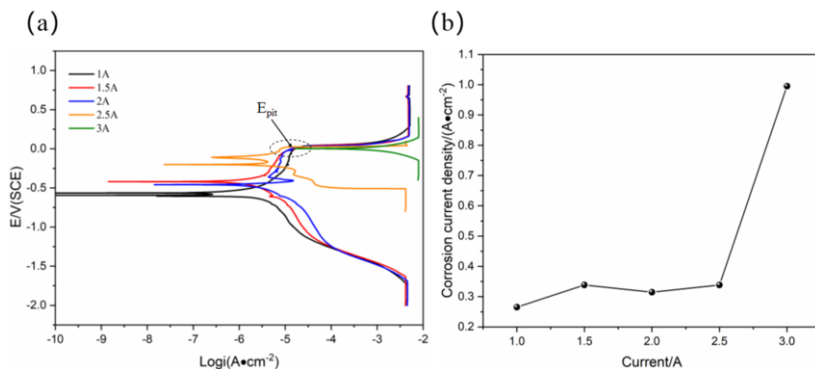 (a)
E/V(SCE)
1.0
0.5
0.0
-0.5
-1.0
-1.5
-2.0
1A
1.5A
2A
2.5A
3A
E_pit
-10
-9
-8
-7
-6
-5
-4
-3
-2
Logi(A•cm⁻²)
(b)
Corrosion current density/(A•cm⁻²)
1.1
1.0
0.9
0.8
0.7
0.6
0.5
0.4
0.3
0.2
1.0
1.5
2.0
2.5
3.0
Current/A